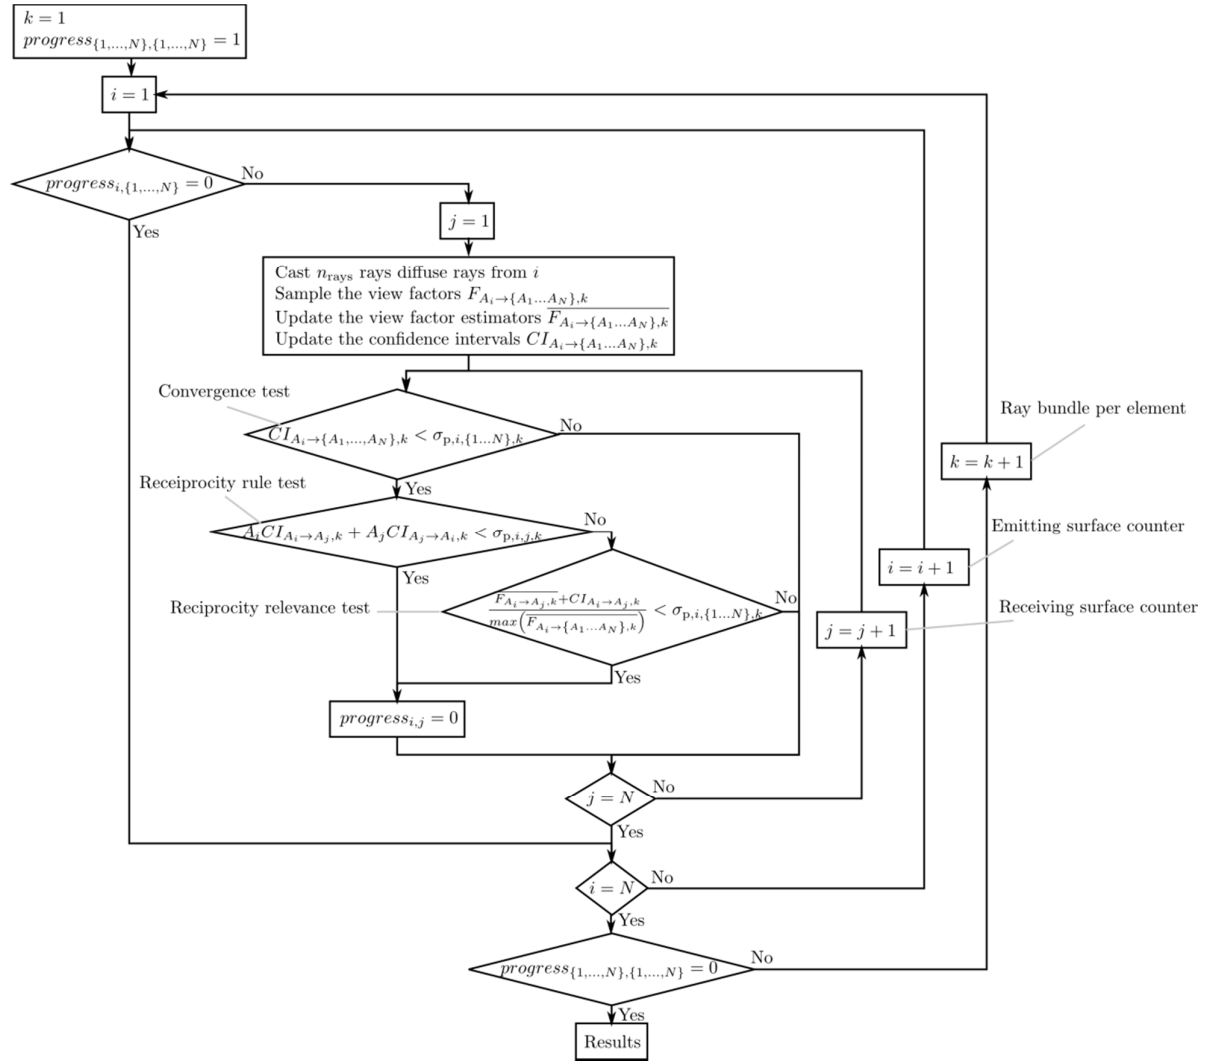 k = 1
progress_{{1,...,N},{1,...,N}} = 1
i = 1
progress_{i,{1,...,N}} = 0
No
Yes
j = 1
Cast n_rays rays diffuse rays from i
Sample the view factors F_{A_i→{A_1...A_N},k}
Update the view factor estimators \overline{F_{A_i→{A_1...A_N},k}}
Update the confidence intervals CI_{A_i→{A_1...A_N},k}
Convergence test
CI_{A_i→{A_1,...,A_N},k} < σ_{p,i,{1...N},k}
No
Yes
Receiprocity rule test
A_iCI_{A_i→A_j,k} + A_jCI_{A_j→A_i,k} < σ_{p,i,j,k}
No
Yes
Reciprocity relevance test
\frac{\overline{F_{A_i→A_j,k}}+CI_{A_i→A_j,k}}{max(\overline{F_{A_i→{A_1...A_N},k}})} < σ_{p,i,{1...N},k}
No
Yes
progress_{i,j} = 0
j = N
No
Yes
i = N
No
Yes
progress_{{1,...,N},{1,...,N}} = 0
No
Yes
Results
Ray bundle per element
k = k + 1
Emitting surface counter
i = i + 1
Receiving surface counter
j = j + 1